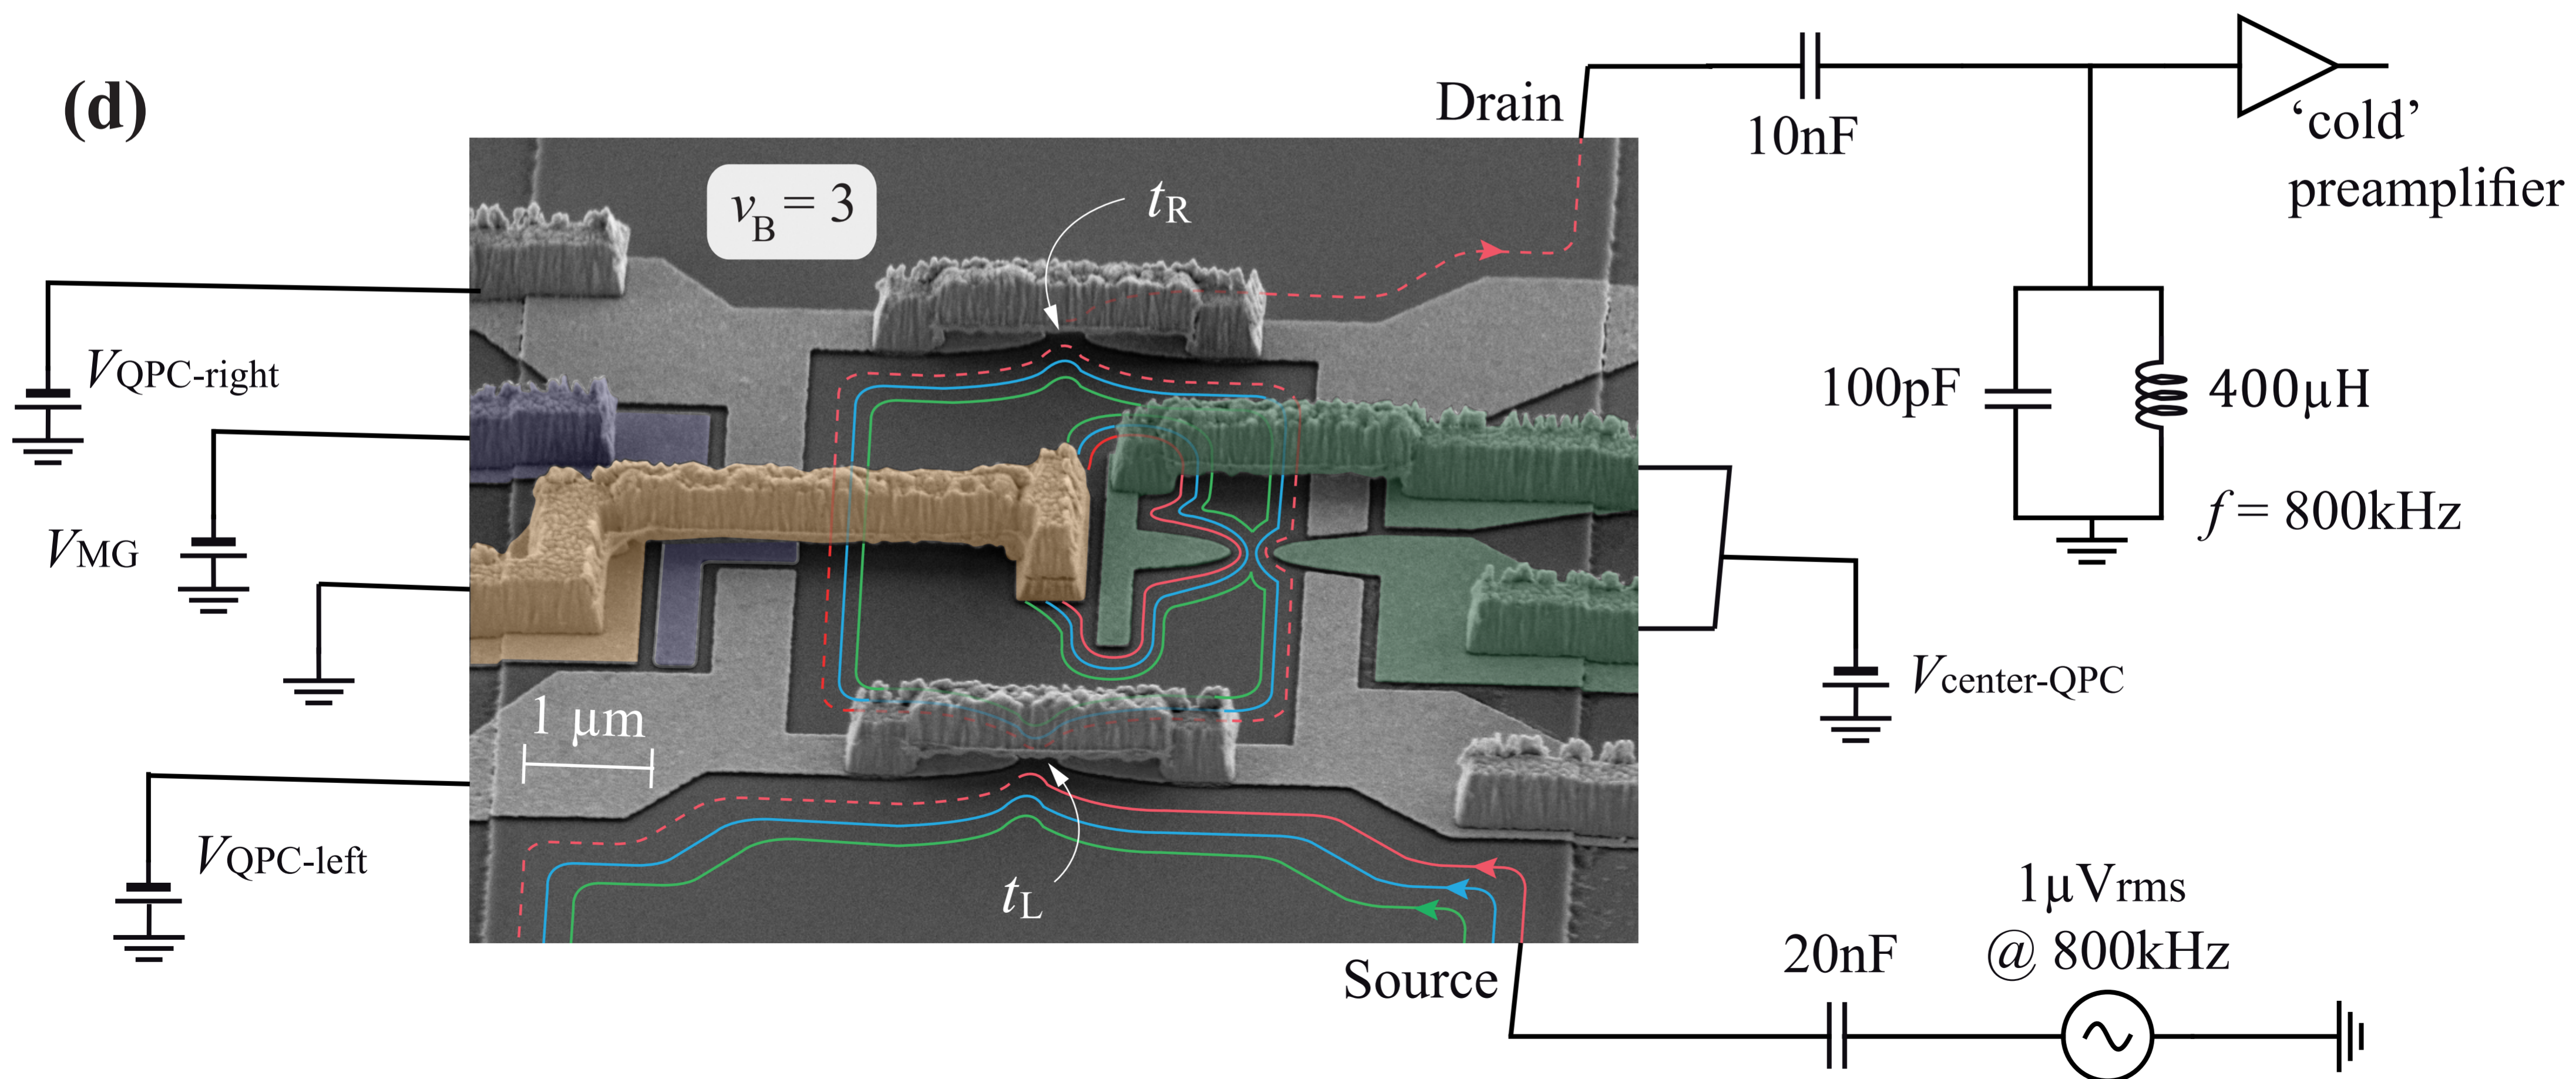 (d)
Drain
10nF
‘cold’
preamplifier
νB = 3
tR
VQPC-right
100pF
400µH
f = 800kHz
VMG
Vcenter-QPC
1 µm
VQPC-left
tL
1µVrms
@ 800kHz
20nF
Source